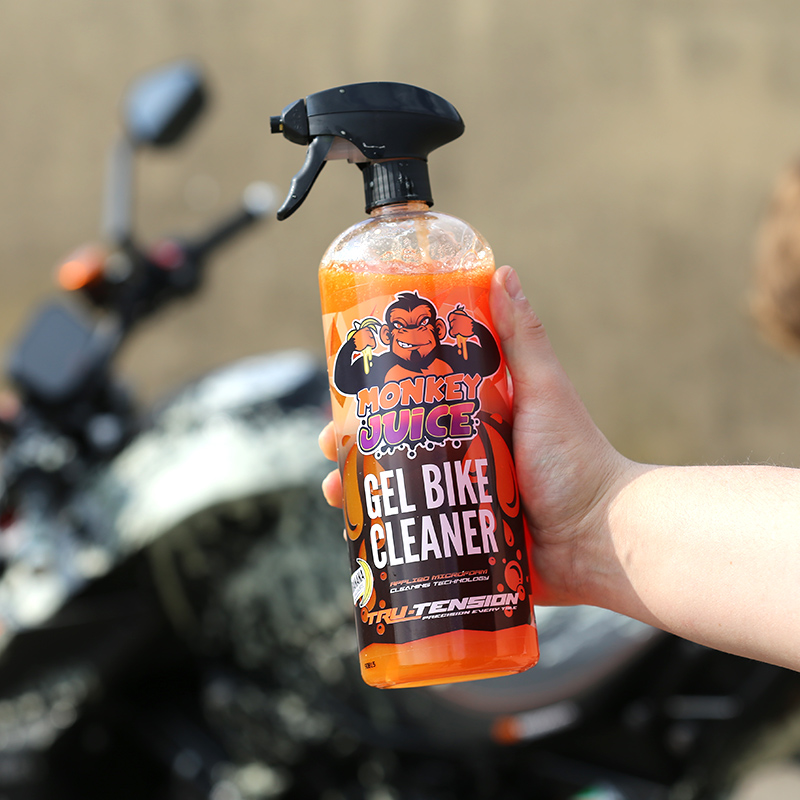 MONKEY
JUICE
GEL BIKE
CLEANER
APPLIED MICROFOAM
CLEANING TECHNOLOGY
TRU-TENSION
PRECISION EVERY TIME